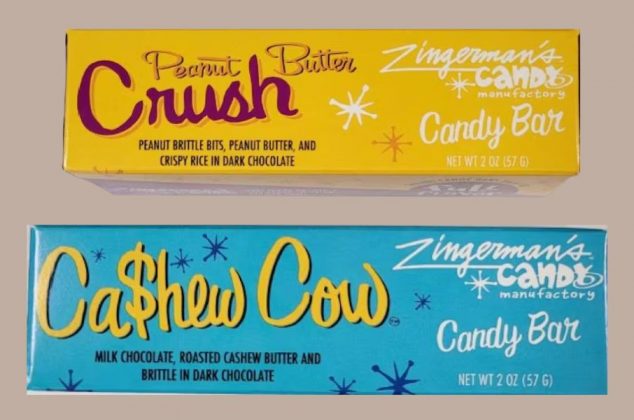 Peanut Butter
Crush
PEANUT BRITTLE BITS, PEANUT BUTTER, AND
CRISPY RICE IN DARK CHOCOLATE
Zingerman's
CANDY
manufactory
Candy Bar
NET WT 2 OZ (57 G)
Ca$hew Cow
MILK CHOCOLATE, ROASTED CASHEW BUTTER AND
BRITTLE IN DARK CHOCOLATE
Zingerman's
CANDY
manufactory
Candy Bar
NET WT 2 OZ (57 G)